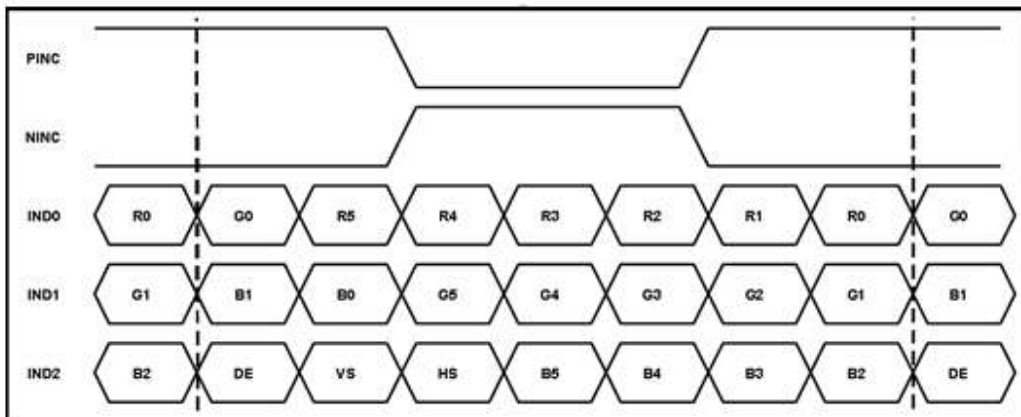 PINC
NINC
IND0 R0 G0 R5 R4 R3 R2 R1 R0 G0
IND1 G1 B1 B0 G5 G4 G3 G2 G1 B1
IND2 B2 DE VS HS B5 B4 B3 B2 DE